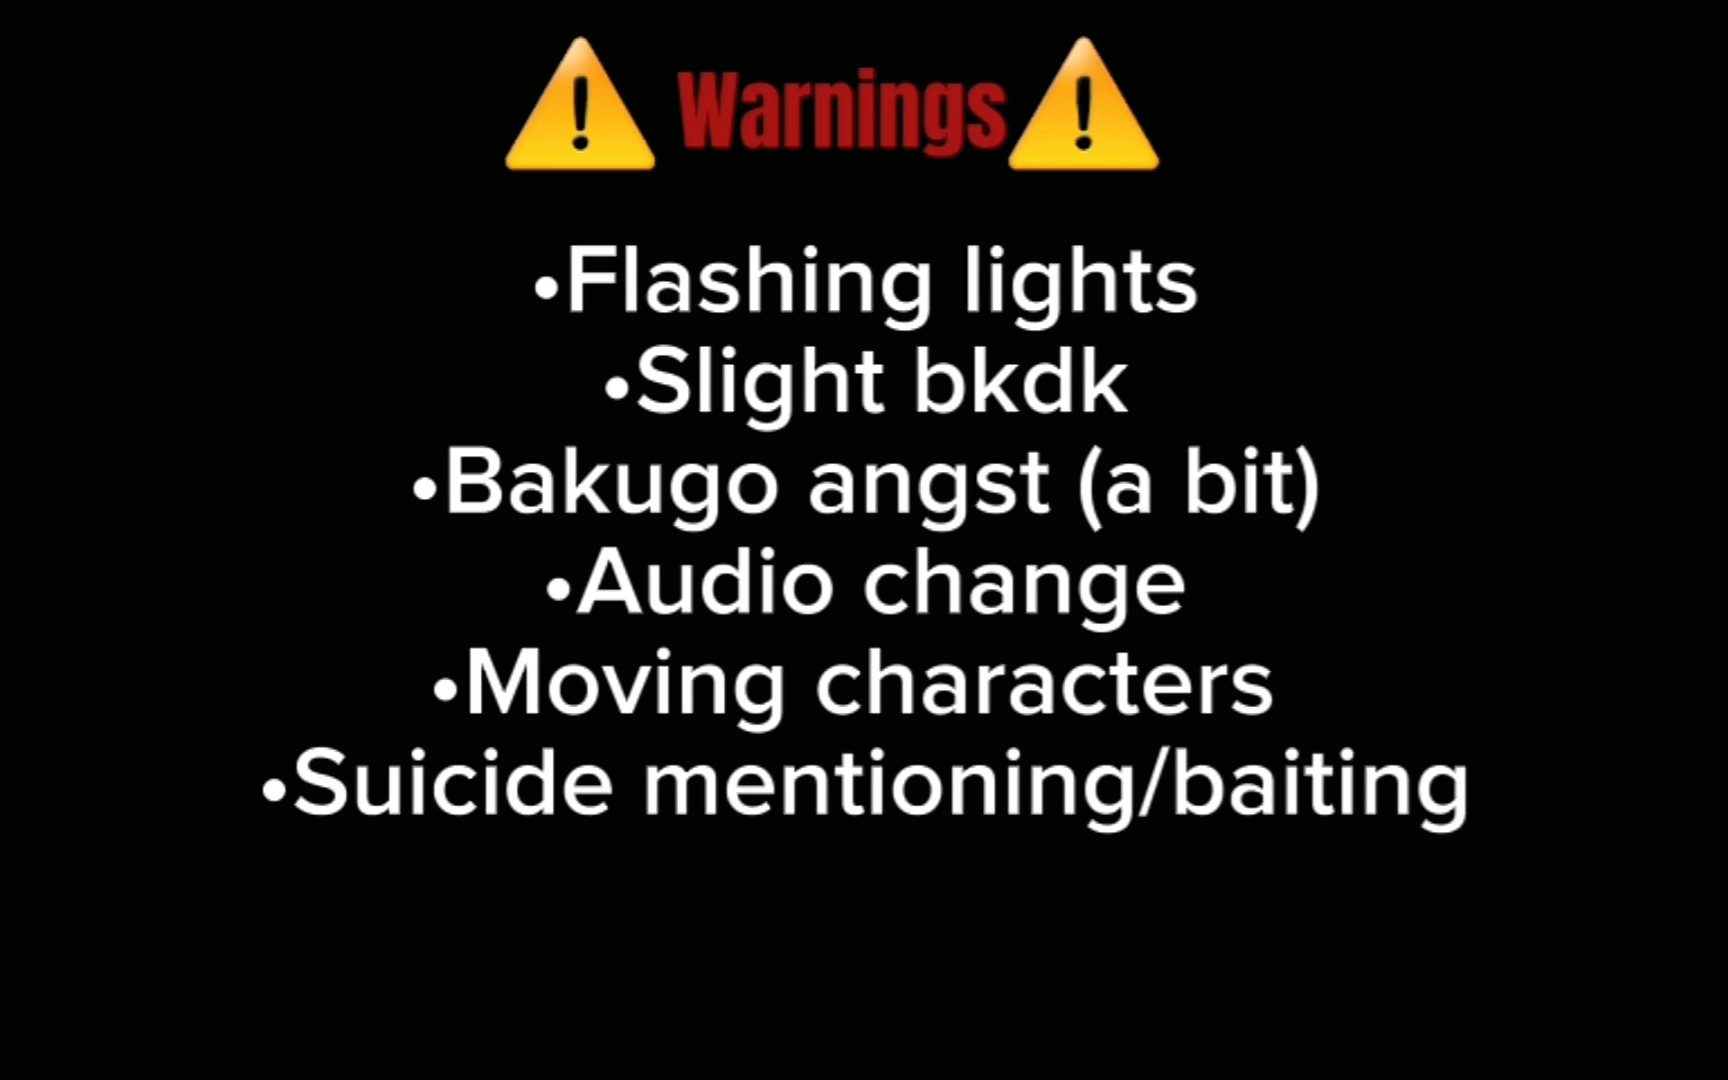 ⚠️ Warnings ⚠️
•Flashing lights
•Slight bkdk
•Bakugo angst (a bit)
•Audio change
•Moving characters
•Suicide mentioning/baiting